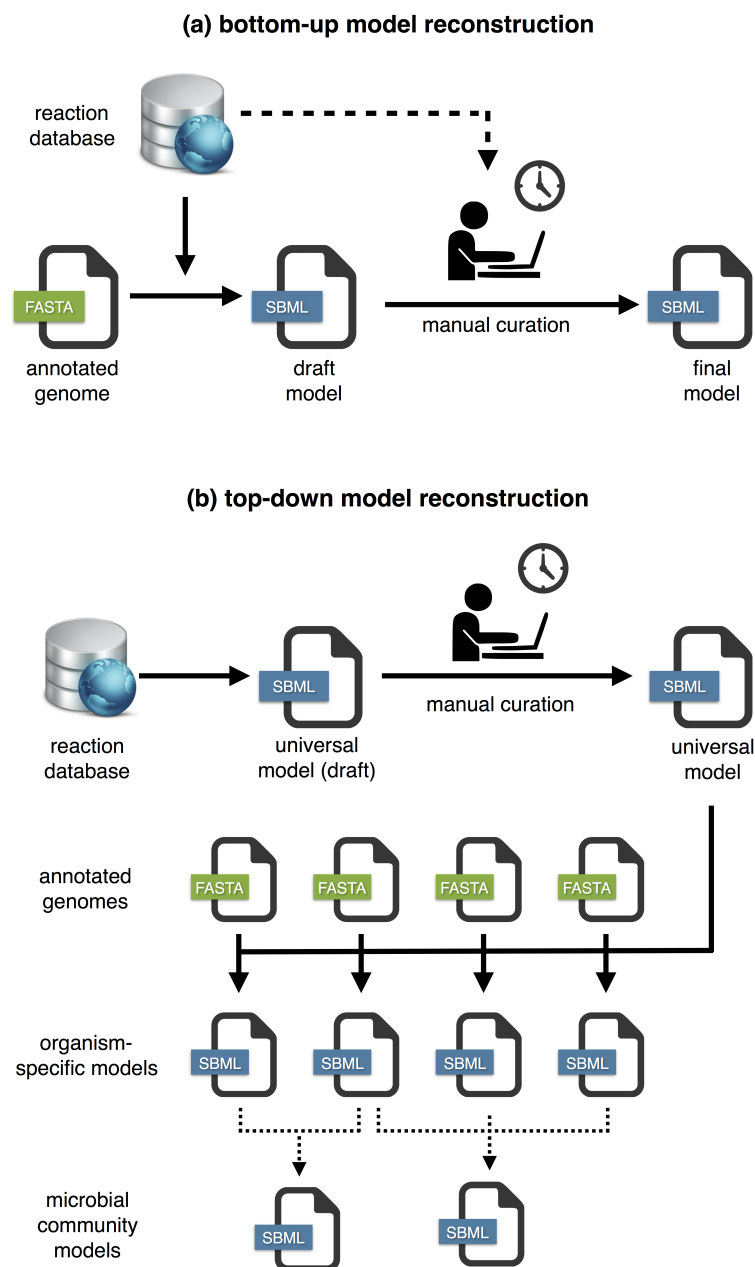 (a) bottom-up model reconstruction
reaction
database
FASTA
SBML
SBML
manual curation
annotated
genome
draft
model
final
model
(b) top-down model reconstruction
SBML
SBML
manual curation
reaction
database
universal
model (draft)
universal
model
annotated
genomes
FASTA
FASTA
FASTA
FASTA
organism-
specific models
SBML
SBML
SBML
SBML
microbial
community
models
SBML
SBML